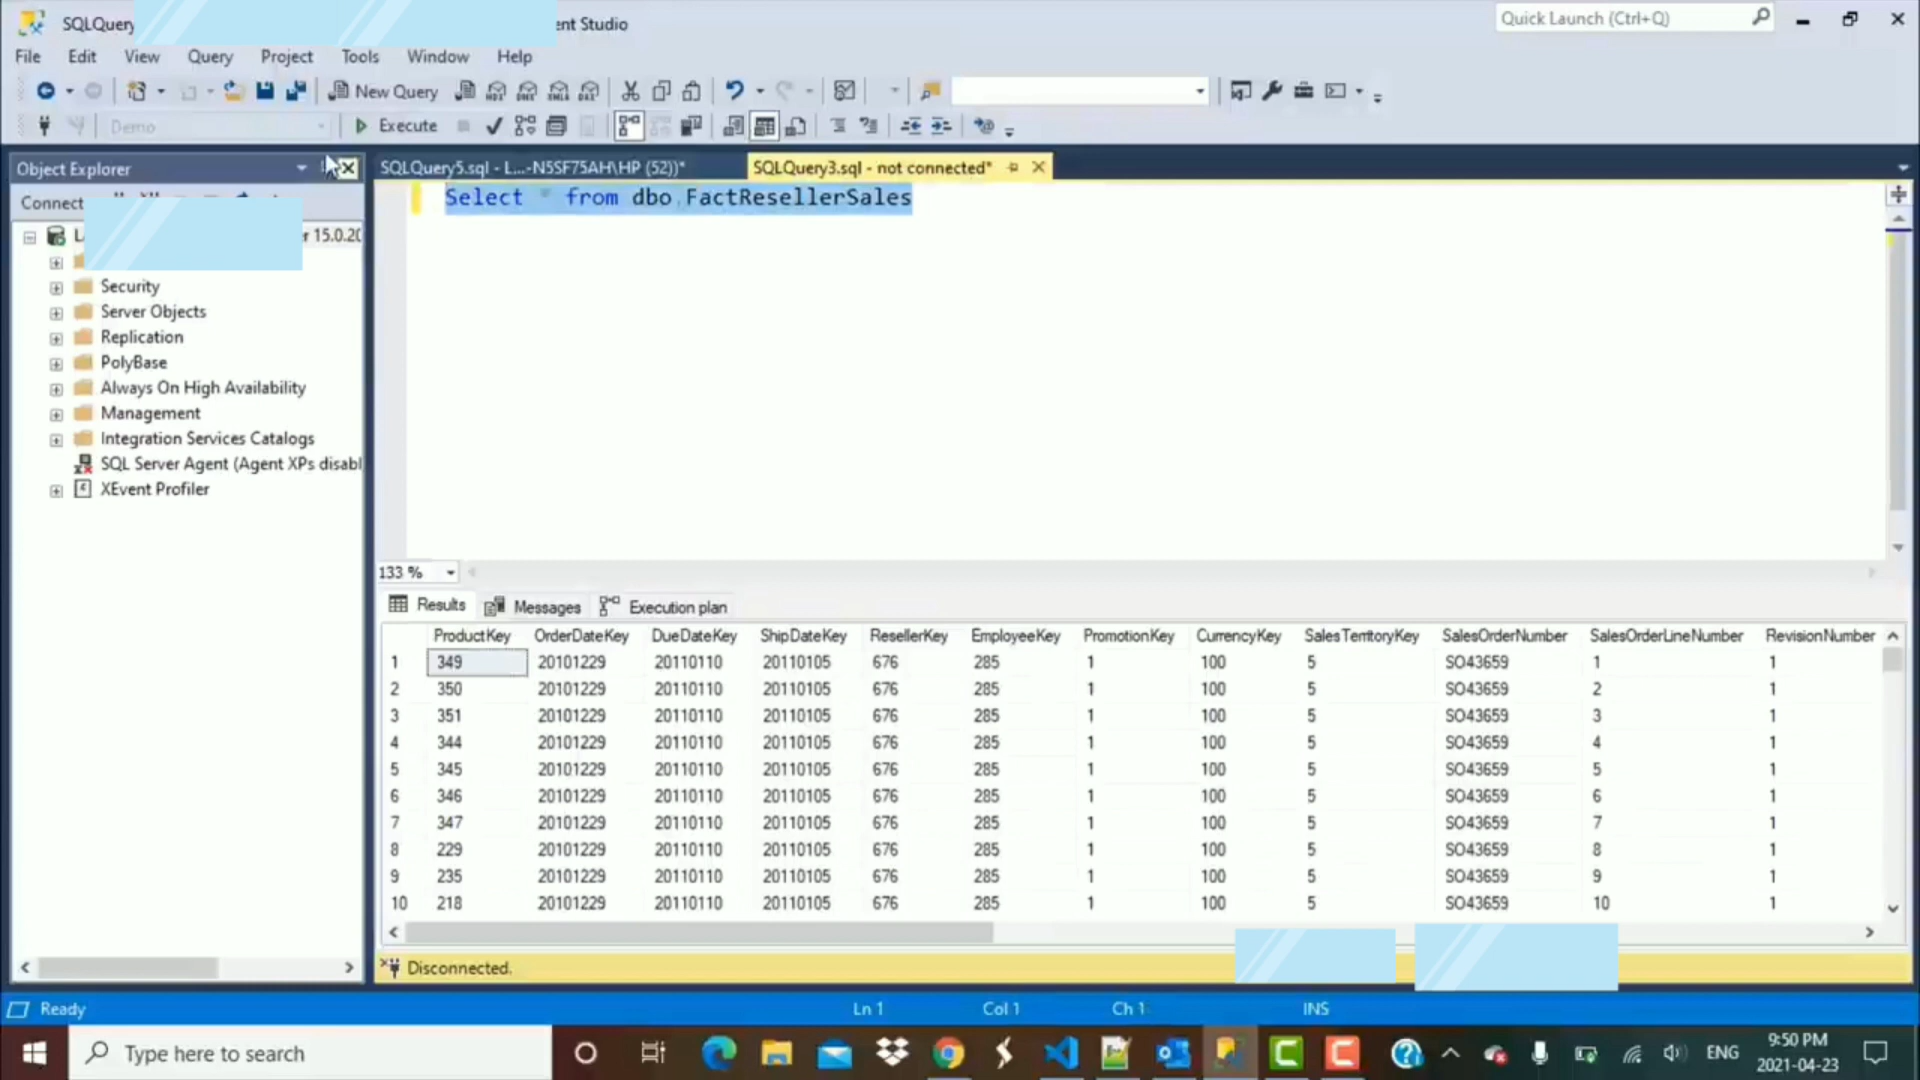 SQLQuery ent Studio Quick Launch (Ctrl+Q)
File Edit View Query Project Tools Window Help
New Query
Demo Execute
Object Explorer SQLQuery5.sql - L...-N5SF75AH\HP (52))* SQLQuery3.sql - not connected*
Connect
Select * from dbo.FactResellerSales
r 15.0.20
Security
Server Objects
Replication
PolyBase
Always On High Availability
Management
Integration Services Catalogs
SQL Server Agent (Agent XPs disabl
XEvent Profiler
133 %
Results Messages Execution plan
ProductKey OrderDateKey DueDateKey ShipDateKey ResellerKey EmployeeKey PromotionKey CurrencyKey SalesTerritoryKey SalesOrderNumber SalesOrderLineNumber RevisionNumber
1 349 20101229 20110110 20110105 676 285 1 100 5 SO43659 1 1
2 350 20101229 20110110 20110105 676 285 1 100 5 SO43659 2 1
3 351 20101229 20110110 20110105 676 285 1 100 5 SO43659 3 1
4 344 20101229 20110110 20110105 676 285 1 100 5 SO43659 4 1
5 345 20101229 20110110 20110105 676 285 1 100 5 SO43659 5 1
6 346 20101229 20110110 20110105 676 285 1 100 5 SO43659 6 1
7 347 20101229 20110110 20110105 676 285 1 100 5 SO43659 7 1
8 229 20101229 20110110 20110105 676 285 1 100 5 SO43659 8 1
9 235 20101229 20110110 20110105 676 285 1 100 5 SO43659 9 1
10 218 20101229 20110110 20110105 676 285 1 100 5 SO43659 10 1
Disconnected.
Ready Ln 1 Col 1 Ch 1 INS
Type here to search ENG 9:50 PM
2021-04-23